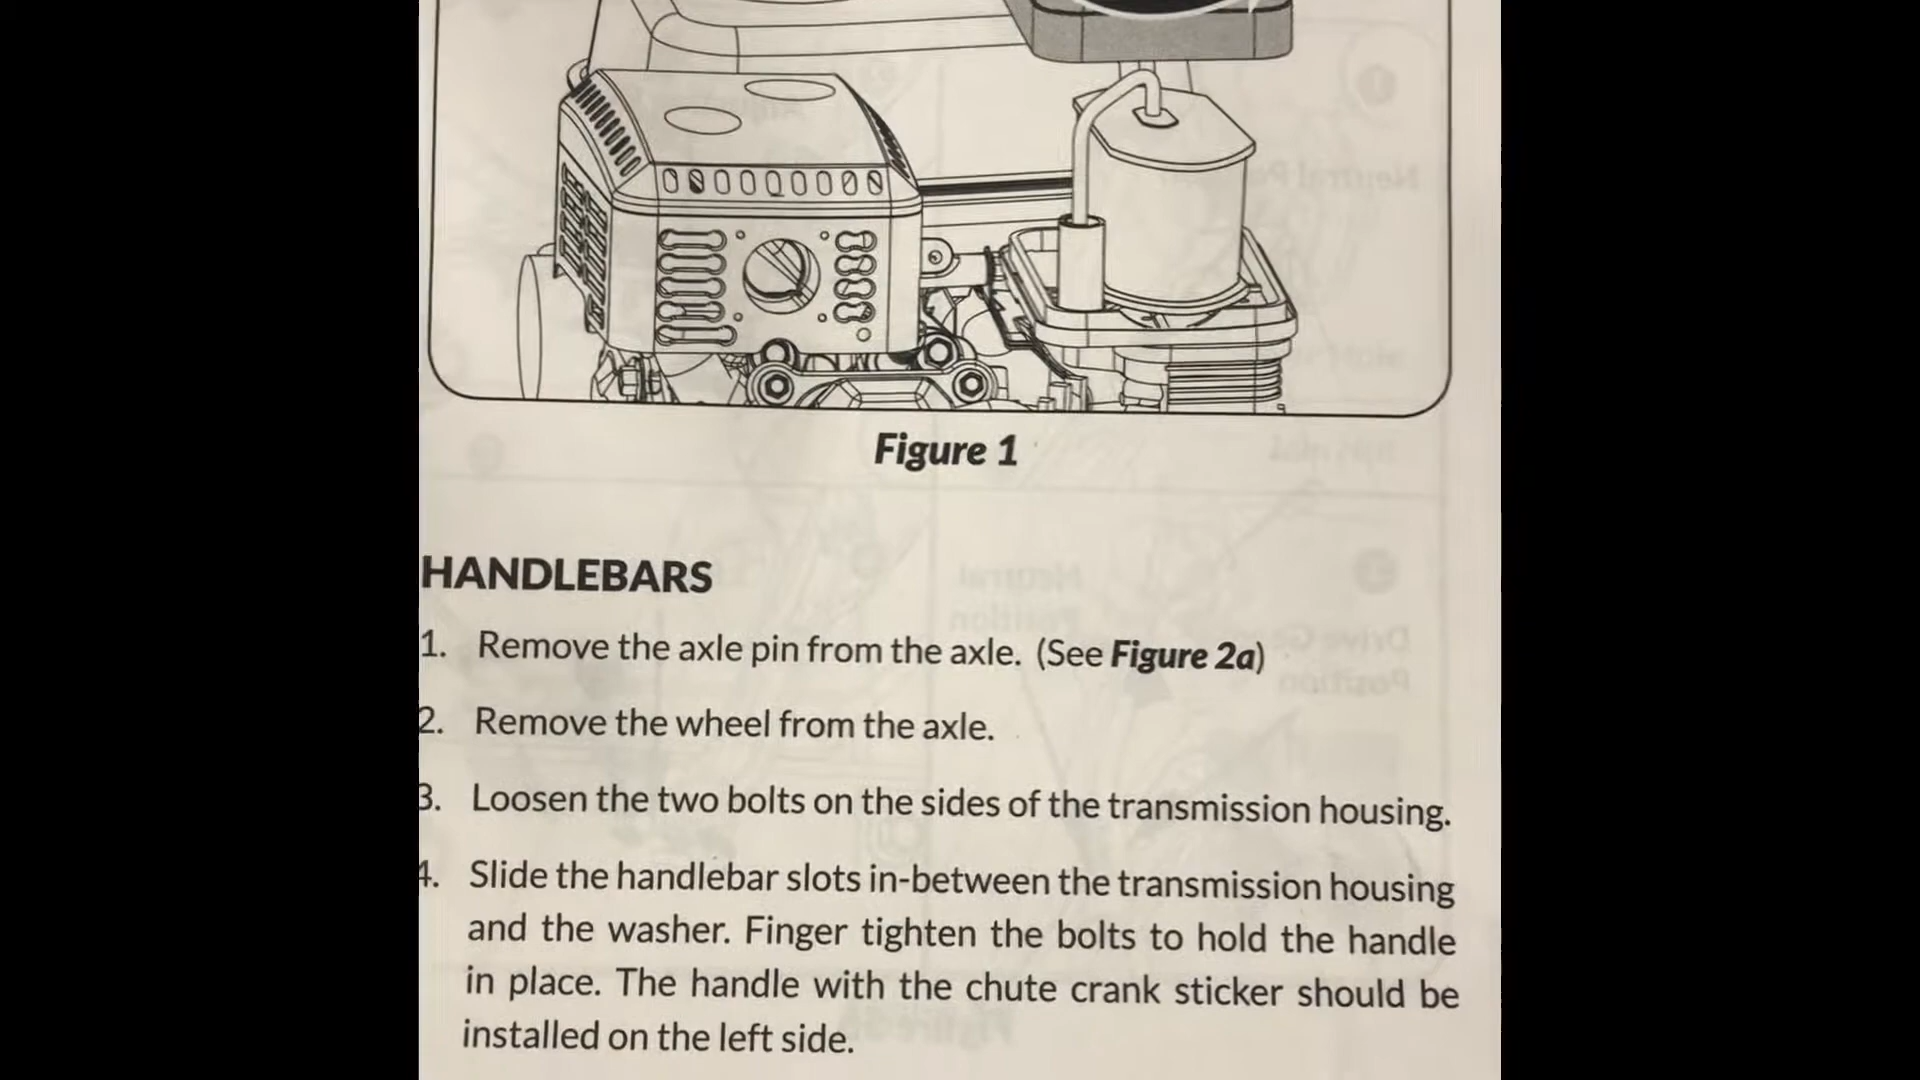 Figure 1
HANDLEBARS
1. Remove the axle pin from the axle. (See Figure 2a)
2. Remove the wheel from the axle.
3. Loosen the two bolts on the sides of the transmission housing.
4. Slide the handlebar slots in-between the transmission housing
and the washer. Finger tighten the bolts to hold the handle
in place. The handle with the chute crank sticker should be
installed on the left side.